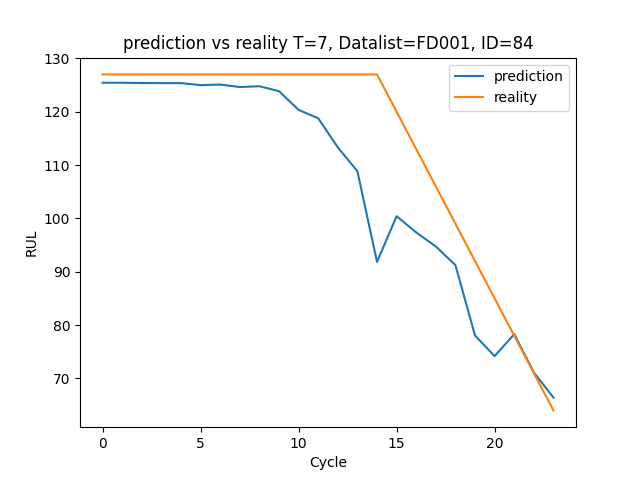 prediction vs reality T=7, Datalist=FD001, ID=84
130
120
110
100
90
80
70
RUL
prediction
reality
0 5 10 15 20
Cycle